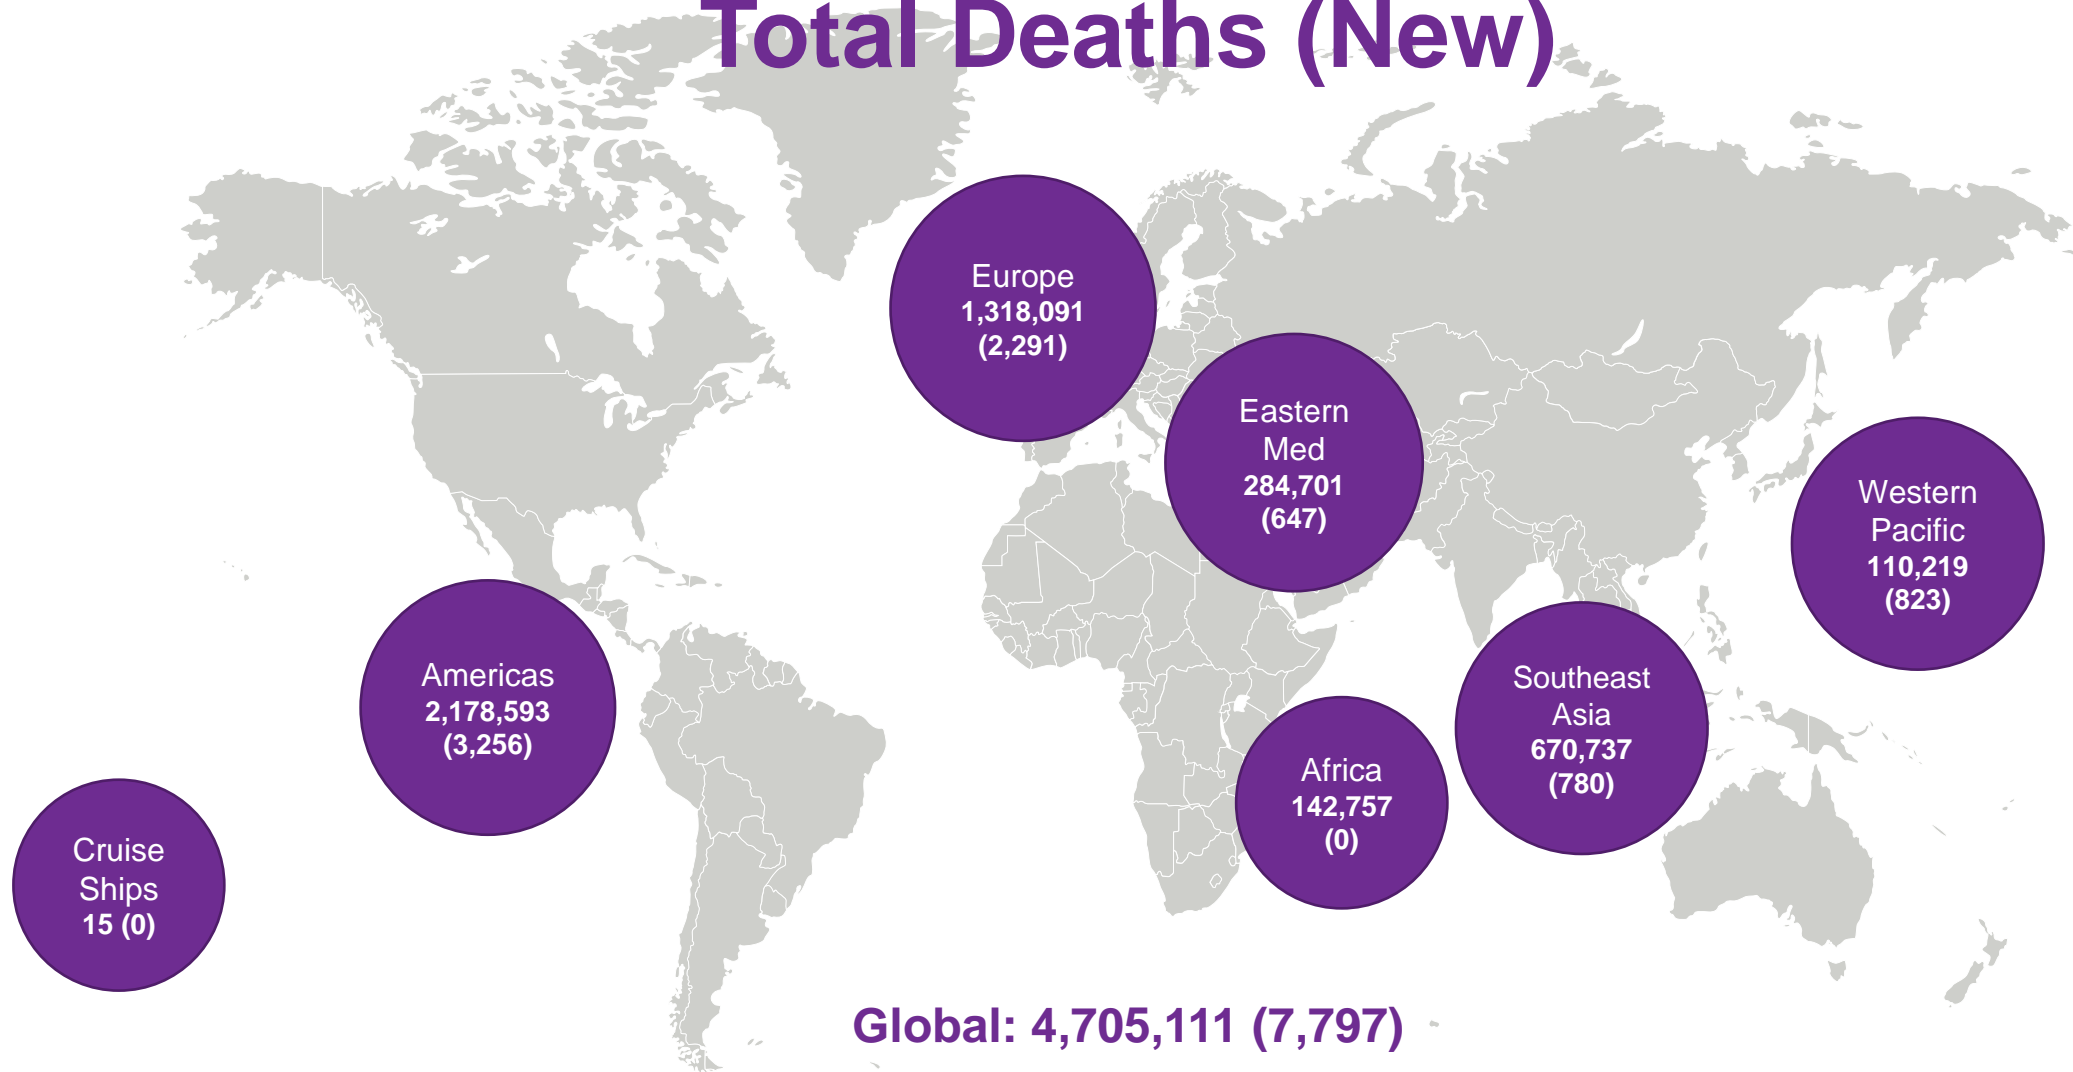 Total Deaths (New)
Europe
1,318,091
(2,291)
Eastern
Med
284,701
(647)
Western
Pacific
110,219
(823)
Americas
2,178,593
(3,256)
Southeast
Asia
670,737
(780)
Africa
142,757
(0)
Cruise
Ships
15 (0)
Global: 4,705,111 (7,797)